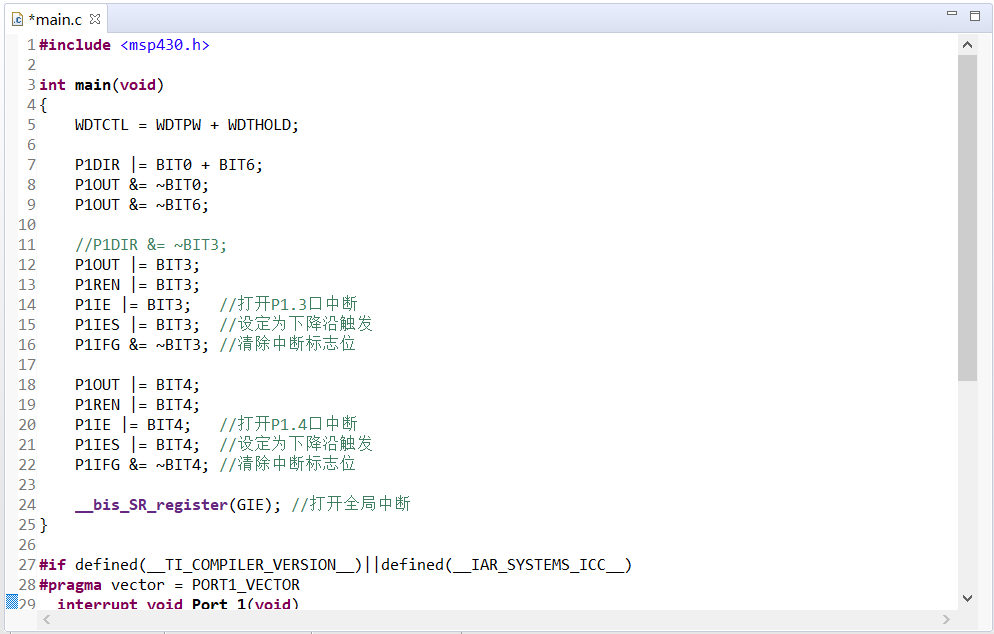 *main.c
1 #include <msp430.h>
2
3 int main(void)
4 {
5     WDTCTL = WDTPW + WDTHOLD;
6
7     P1DIR |= BIT0 + BIT6;
8     P1OUT &= ~BIT0;
9     P1OUT &= ~BIT6;
10
11     //P1DIR &= ~BIT3;
12     P1OUT |= BIT3;
13     P1REN |= BIT3;
14     P1IE |= BIT3;   //打开P1.3口中断
15     P1IES |= BIT3;  //设定为下降沿触发
16     P1IFG &= ~BIT3; //清除中断标志位
17
18     P1OUT |= BIT4;
19     P1REN |= BIT4;
20     P1IE |= BIT4;   //打开P1.4口中断
21     P1IES |= BIT4;  //设定为下降沿触发
22     P1IFG &= ~BIT4; //清除中断标志位
23
24     __bis_SR_register(GIE); //打开全局中断
25 }
26
27 #if defined(__TI_COMPILER_VERSION__)||defined(__IAR_SYSTEMS_ICC__)
28 #pragma vector = PORT1_VECTOR
29 __interrupt void Port_1(void)